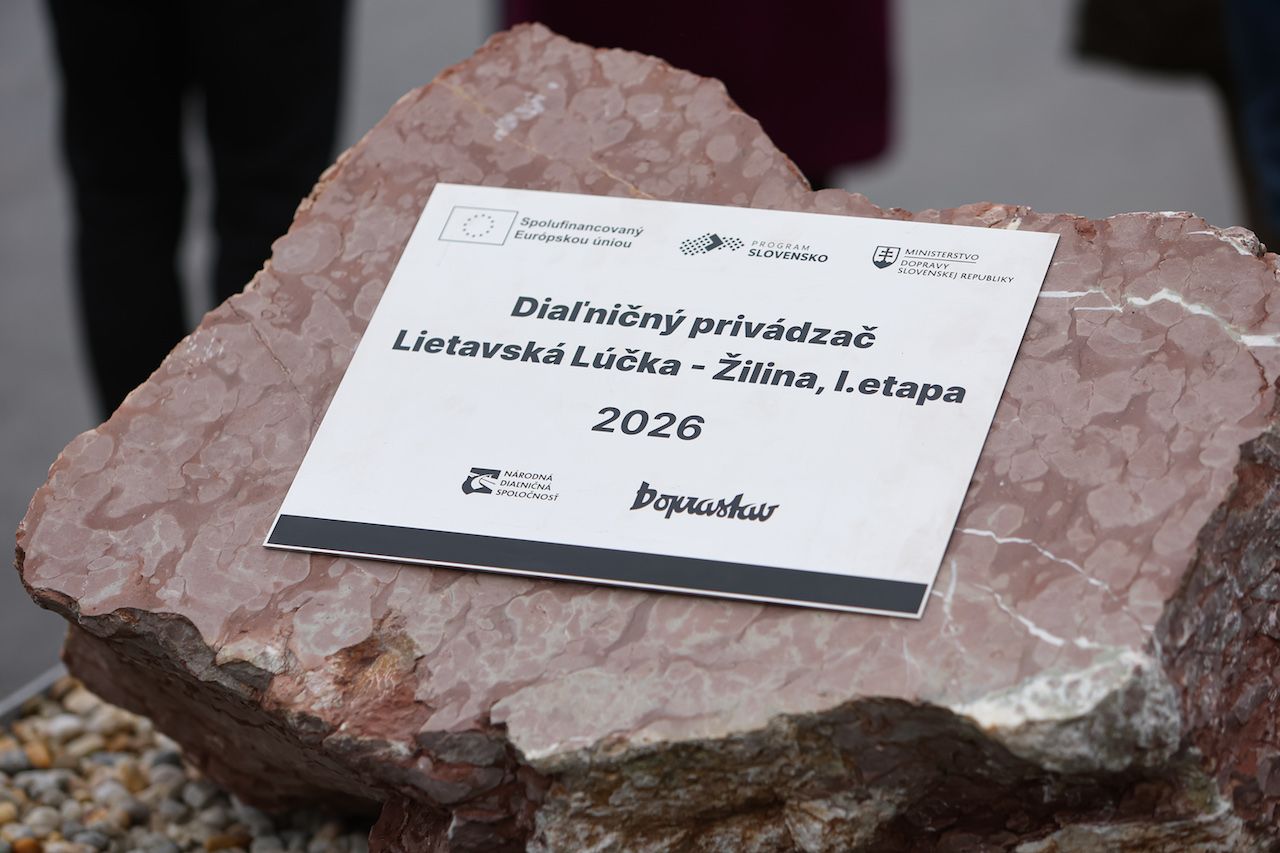 Spolufinancovaný
Európskou úniou
PROGRAM
SLOVENSKO
MINISTERSTVO
DOPRAVY
SLOVENSKEJ REPUBLIKY
Diaľničný privádzač
Lietavská Lúčka - Žilina, I.etapa
2026
NÁRODNÁ
DIAĽNIČNÁ
SPOLOČNOSŤ
Doprastav